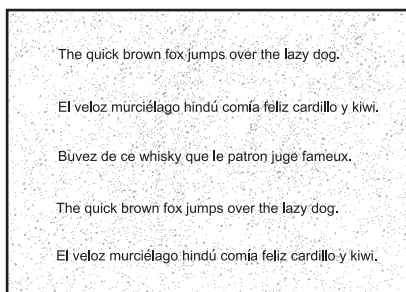 The quick brown fox jumps over the lazy dog.
El veloz murciélago hindú comía feliz cardillo y kiwi.
Buvez de ce whisky que le patron juge fameux.
The quick brown fox jumps over the lazy dog.
El veloz murciélago hindú comía feliz cardillo y kiwi.